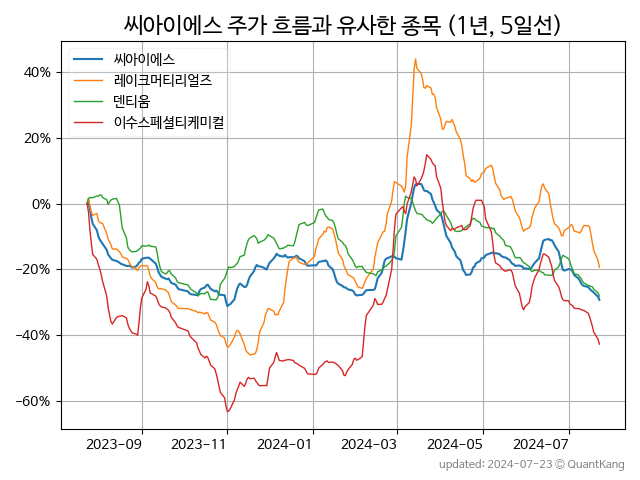 씨아이에스 주가 흐름과 유사한 종목 (1년, 5일선)
씨아이에스
레이크머티리얼즈
덴티움
이수스페셜티케미컬
40%
20%
0%
−20%
−40%
−60%
2023-09 2023-11 2024-01 2024-03 2024-05 2024-07
updated: 2024-07-23 © QuantKang